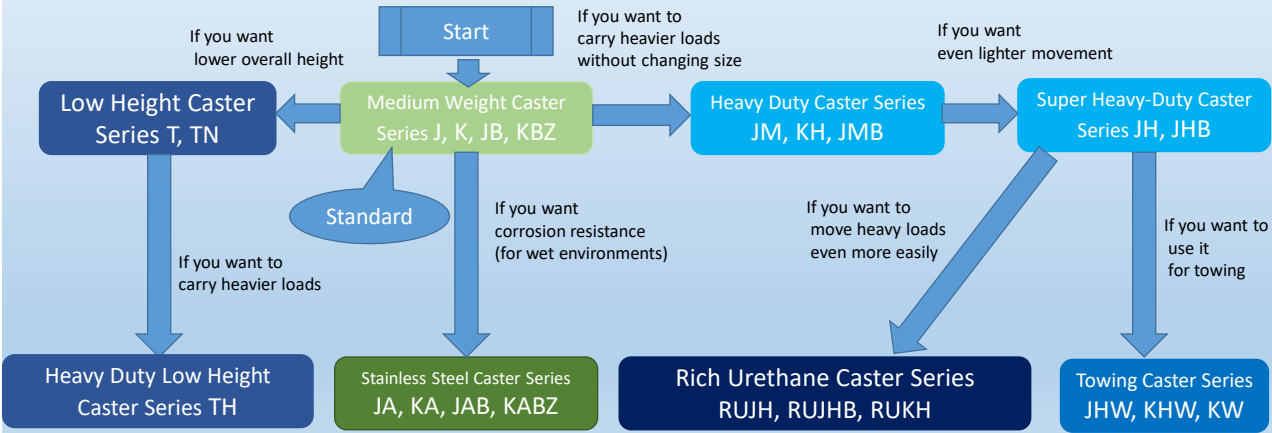 Start
If you want
lower overall height
If you want to
carry heavier loads
without changing size
If you want
even lighter movement
Low Height Caster
Series T, TN
Medium Weight Caster
Series J, K, JB, KBZ
Heavy Duty Caster Series
JM, KH, JMB
Super Heavy-Duty Caster
Series JH, JHB
Standard
If you want
corrosion resistance
(for wet environments)
If you want to
move heavy loads
even more easily
If you want to
use it
for towing
If you want to
carry heavier loads
Heavy Duty Low Height
Caster Series TH
Stainless Steel Caster Series
JA, KA, JAB, KABZ
Rich Urethane Caster Series
RUJH, RUJHB, RUKH
Towing Caster Series
JHW, KHW, KW